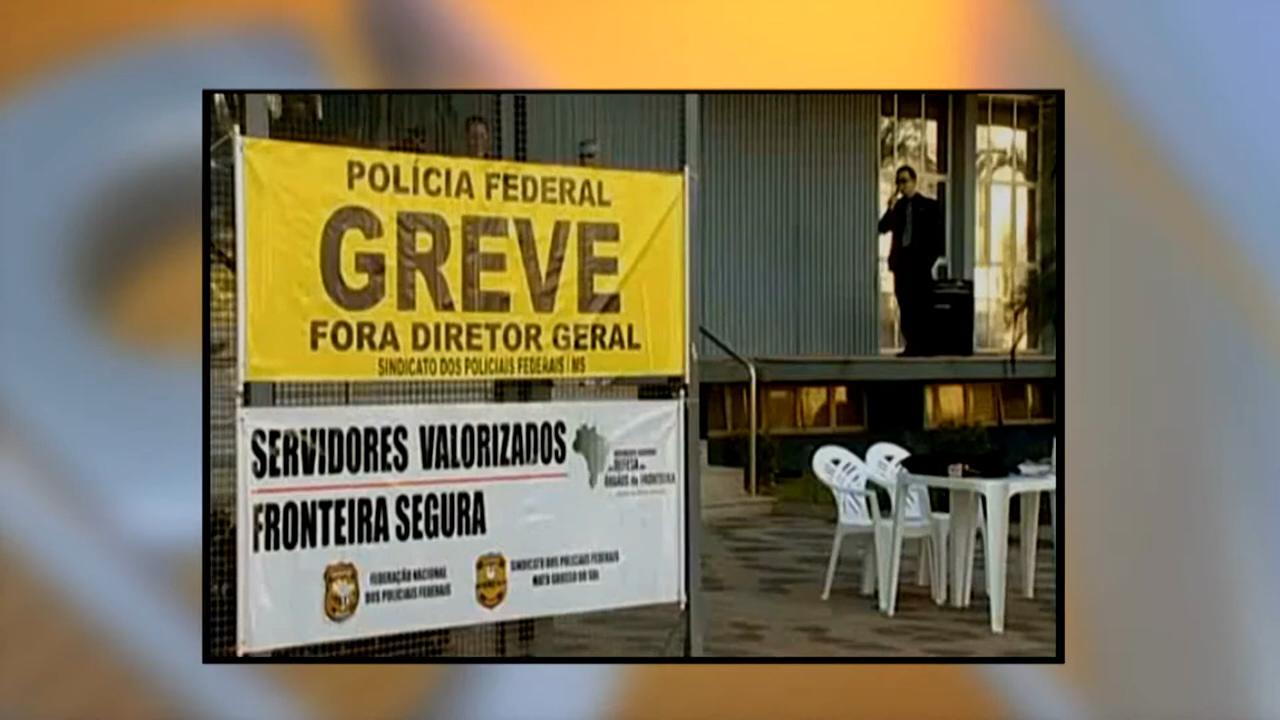 POLÍCIA FEDERAL
GREVE
FORA DIRETOR GERAL
SINDICATO DOS POLICIAIS FEDERAIS / MS
SERVIDORES VALORIZADOS
FRONTEIRA SEGURA
DEFESA
ÓRGÃOS DE FRONTEIRA
FEDERAÇÃO NACIONAL
DOS POLICIAIS FEDERAIS
SINDICATO DOS POLICIAIS FEDERAIS
MATO GROSSO DO SUL